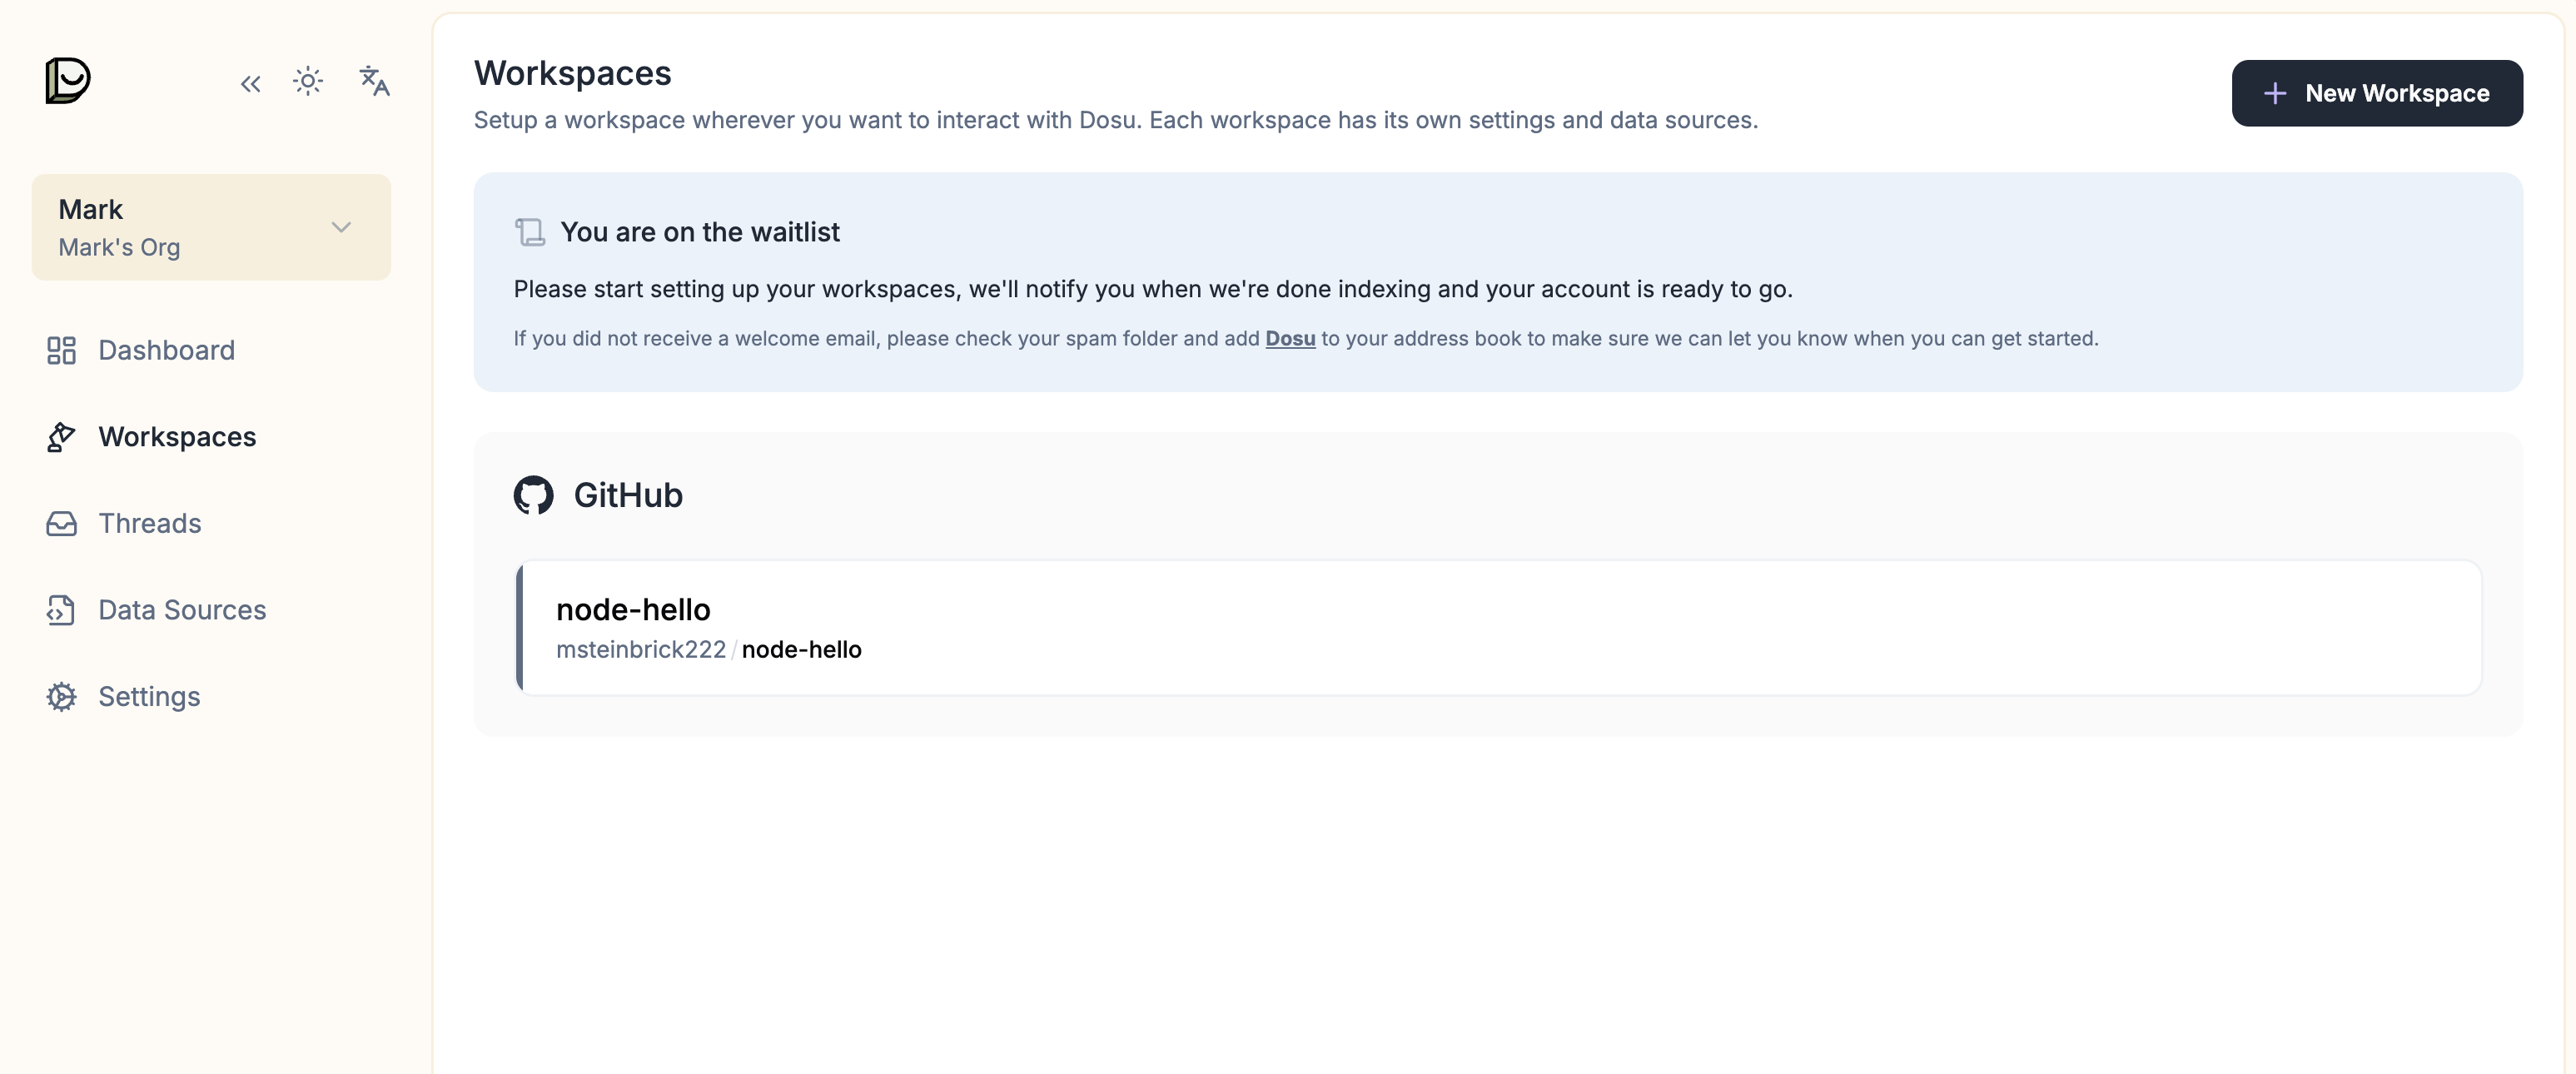 Mark
Mark's Org
Dashboard
Workspaces
Threads
Data Sources
Settings
Workspaces
Setup a workspace wherever you want to interact with Dosu. Each workspace has its own settings and data sources.
New Workspace
You are on the waitlist
Please start setting up your workspaces, we'll notify you when we're done indexing and your account is ready to go.
If you did not receive a welcome email, please check your spam folder and add Dosu to your address book to make sure we can let you know when you can get started.
GitHub
node-hello
msteinbrick222/node-hello